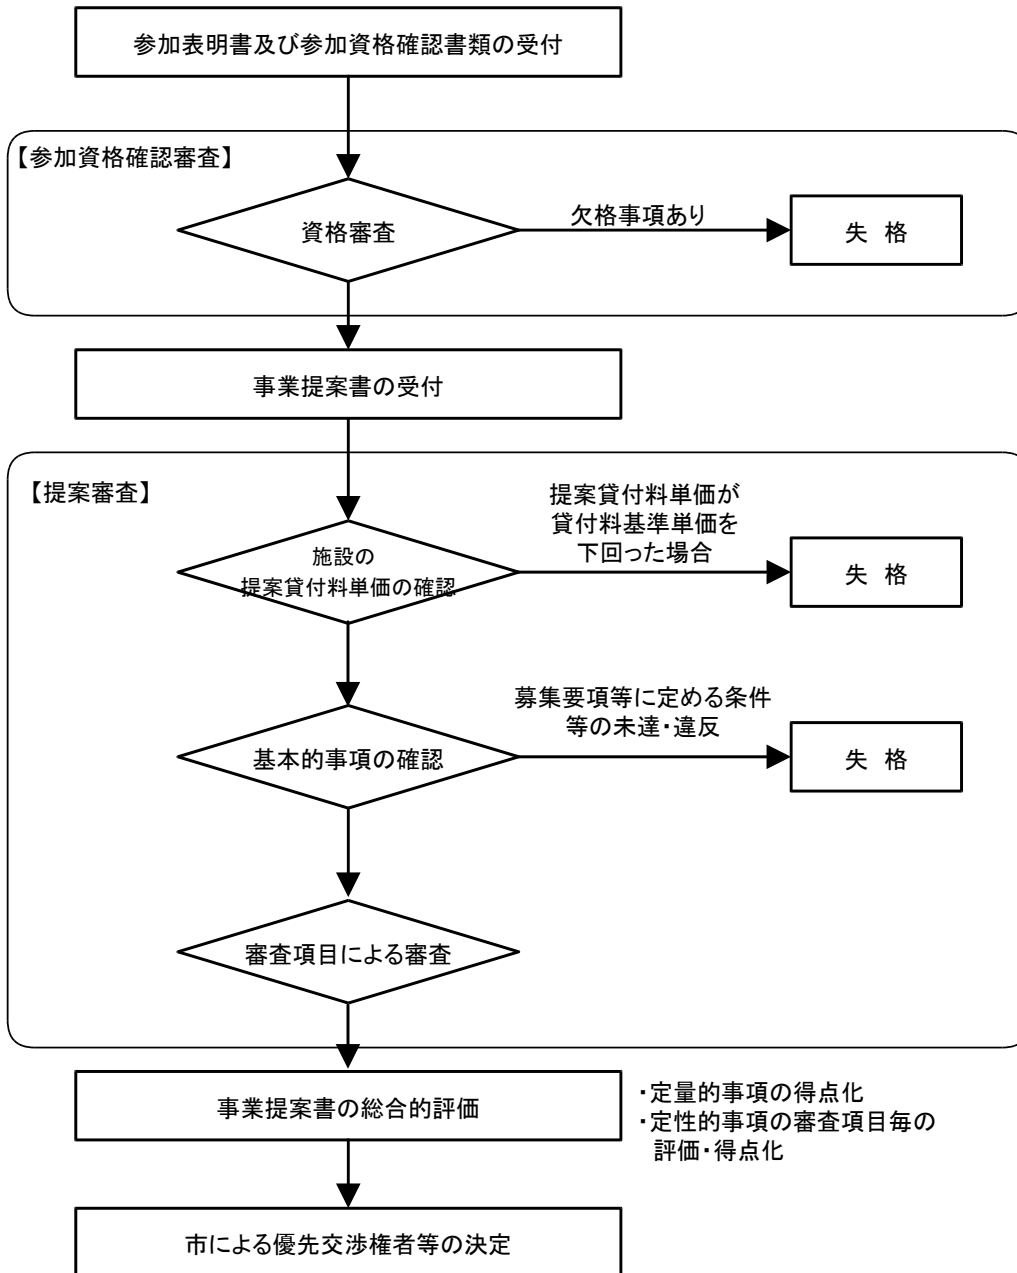 参加表明書及び参加資格確認書類の受付
【参加資格確認審査】
資格審査
欠格事項あり
失 格
事業提案書の受付
【提案審査】
施設の
提案貸付料単価の確認
提案貸付料単価が
貸付料基準単価を
下回った場合
失 格
基本的事項の確認
募集要項等に定める条件
等の未達・違反
失 格
審査項目による審査
事業提案書の総合的評価
・定量的事項の得点化
・定性的事項の審査項目毎の
評価・得点化
市による優先交渉権者等の決定